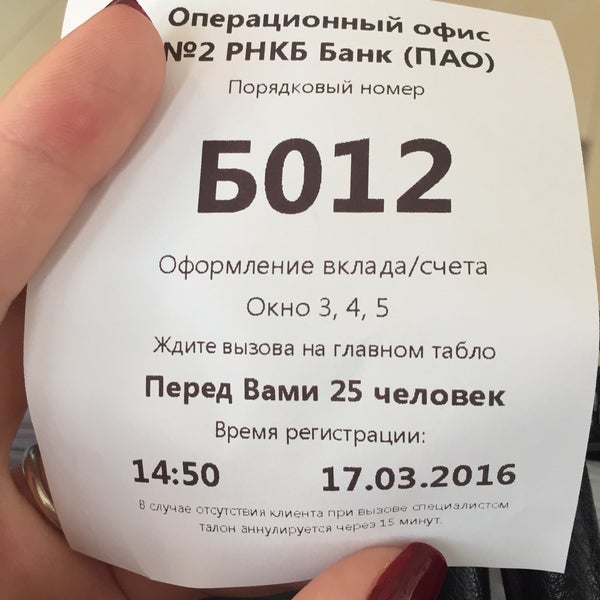 Операционный офис
№2 РНКБ Банк (ПАО)
Порядковый номер
Б012
Оформление вклада/счета
Окно 3, 4, 5
Ждите вызова на главном табло
Перед Вами 25 человек
Время регистрации:
14:50 17.03.2016
В случае отсутствия клиента при вызове специалистом
талон аннулируется через 15 минут.